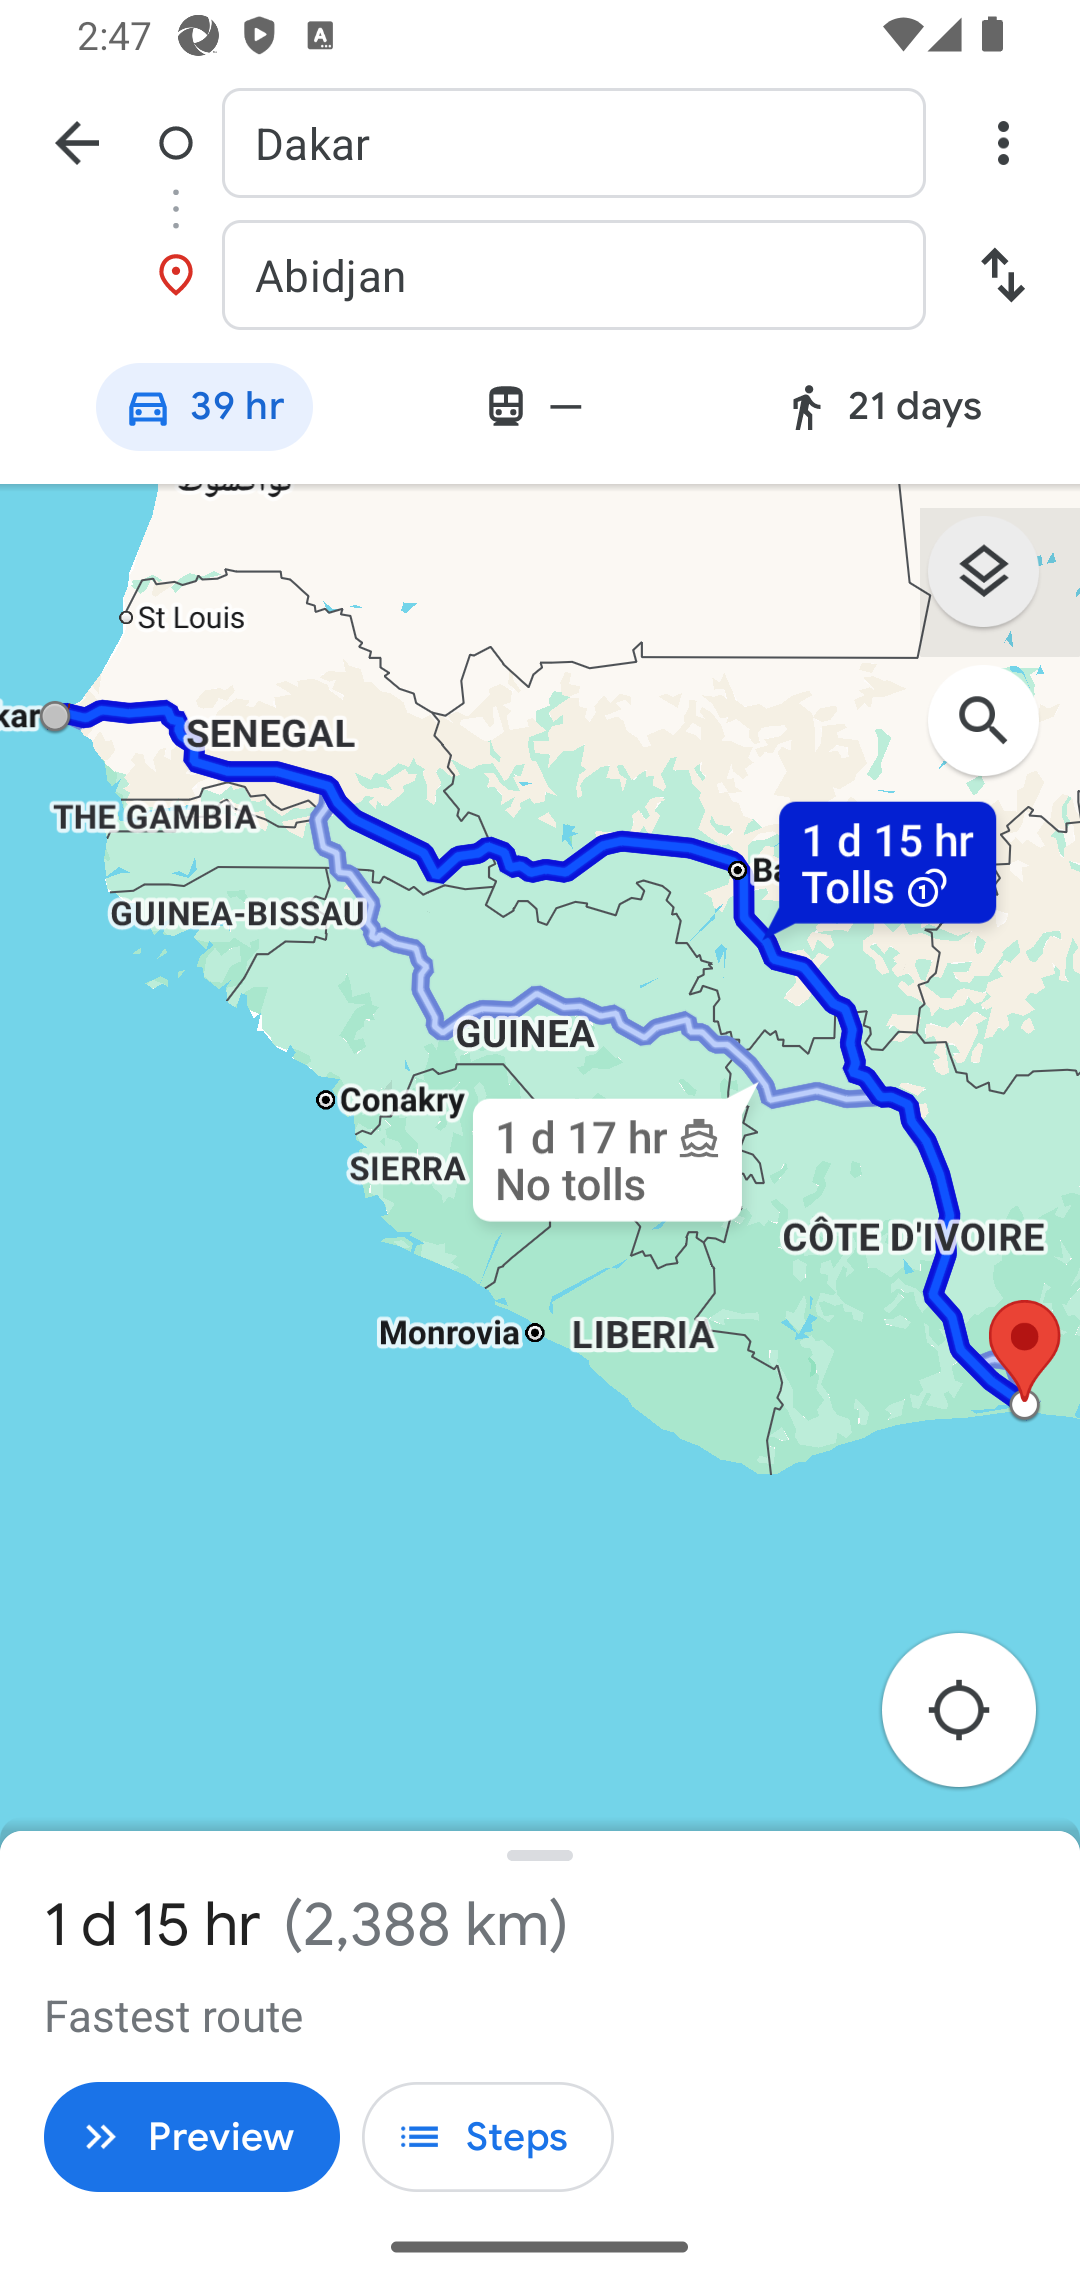 2:47
Dakar
Abidjan
39 hr
—
21 days
St Louis
SENEGAL
THE GAMBIA
1 d 15 hr
Tolls
GUINEA-BISSAU
GUINEA
Conakry
1 d 17 hr
No tolls
SIERRA
CÔTE D'IVOIRE
Monrovia
LIBERIA
1 d 15 hr (2,388 km)
Fastest route
Preview
Steps